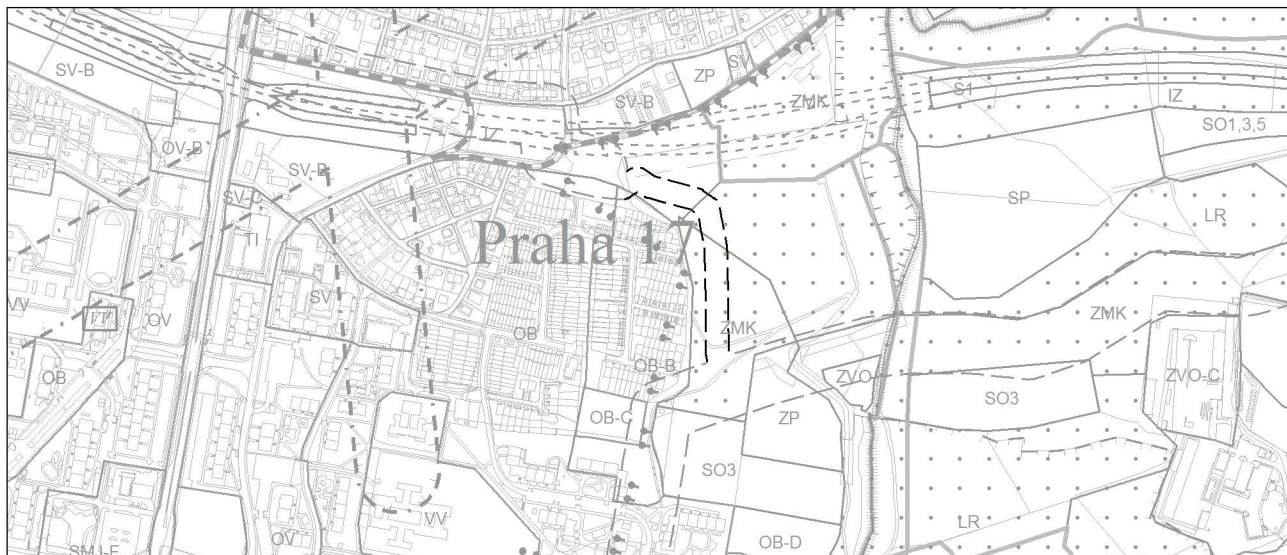 SV-B
ZP
SV
SV-B
ZMK
S1
IZ
SO1,3,5
OV-B
IZ
SV-B
SV-C
TI
SP
LR
Praha 17
VV
OV
SV
OB
ZMK
ZMK
OB
OB-B
ZVO
ZVO-C
SO3
OB-C
ZP
SO3
VV
OV
LR
OB-D